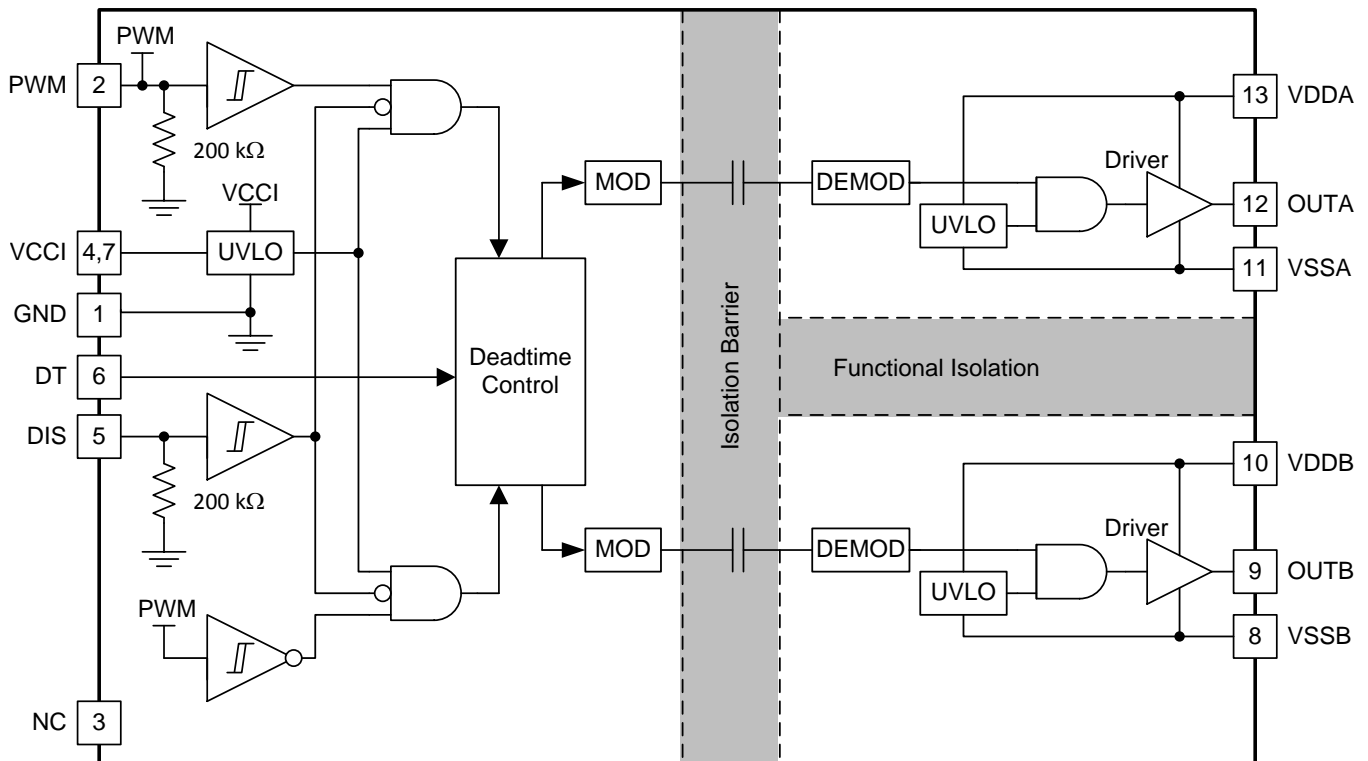 PWM
PWM 2
200 kΩ
VCCI
VCCI 4,7
UVLO
GND 1
DT 6
DIS 5
200 kΩ
PWM
NC 3
Deadtime
Control
MOD
MOD
Isolation Barrier
Functional Isolation
DEMOD
UVLO
Driver
13 VDDA
12 OUTA
11 VSSA
DEMOD
UVLO
Driver
10 VDDB
9 OUTB
8 VSSB